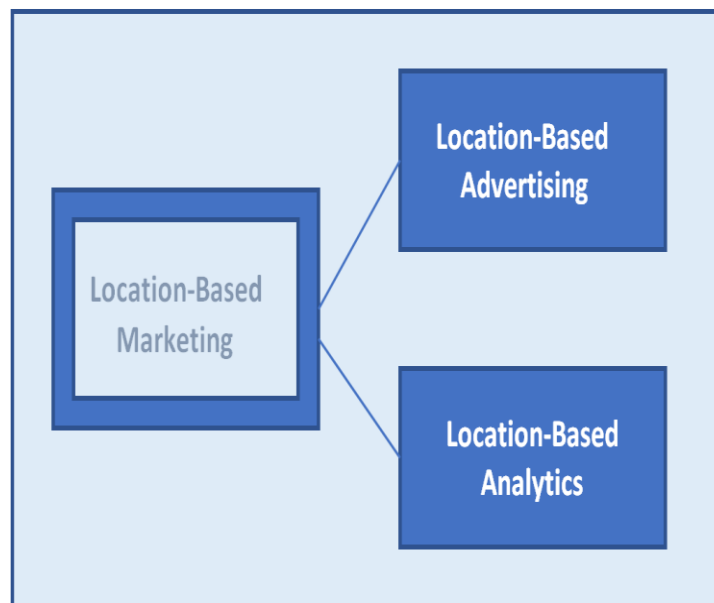 Location-Based
Advertising
Location-Based
Marketing
Location-Based
Analytics